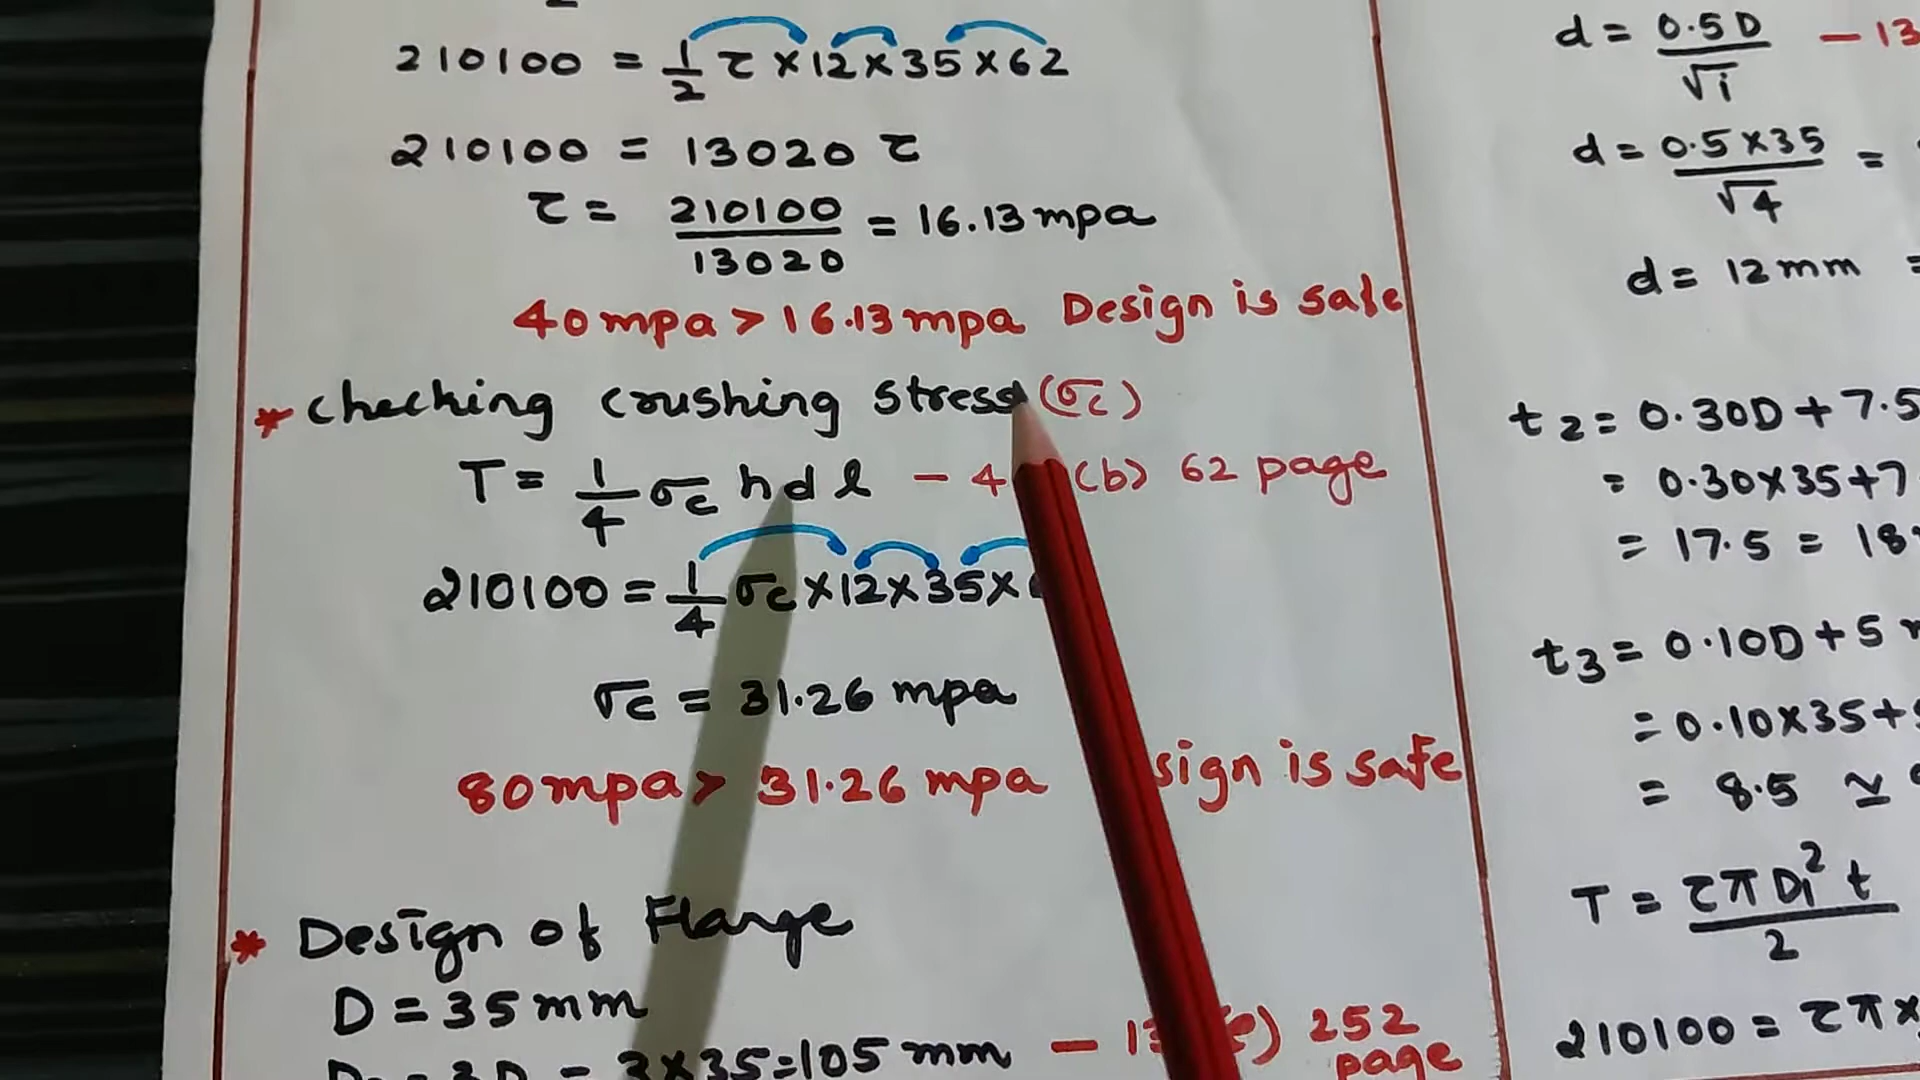 210100 = 1/2 τ × 12 × 35 × 62
210100 = 13020 τ
τ = 210100/13020 = 16.13 mpa
40 mpa > 16.13 mpa Design is safe
* Checking crushing stress (σc)
T = 1/4 σc h d l - 4 (b) 62 page
210100 = 1/4 σc × 12 × 35 ×
σc = 31.26 mpa
80 mpa > 31.26 mpa sign is safe
* Design of Flange
D = 35 mm
= 3×35 = 105 mm - 13 (e) 252 page
d = 0.5D/√i - 13
d = 0.5×35/√4 =
d = 12 mm =
t2 = 0.30D + 7.5
= 0.30×35+7
= 17.5 = 18
t3 = 0.10D + 5
= 0.10×35+
= 8.5 ≃
T = τπD1² t/2
210100 = τπ×